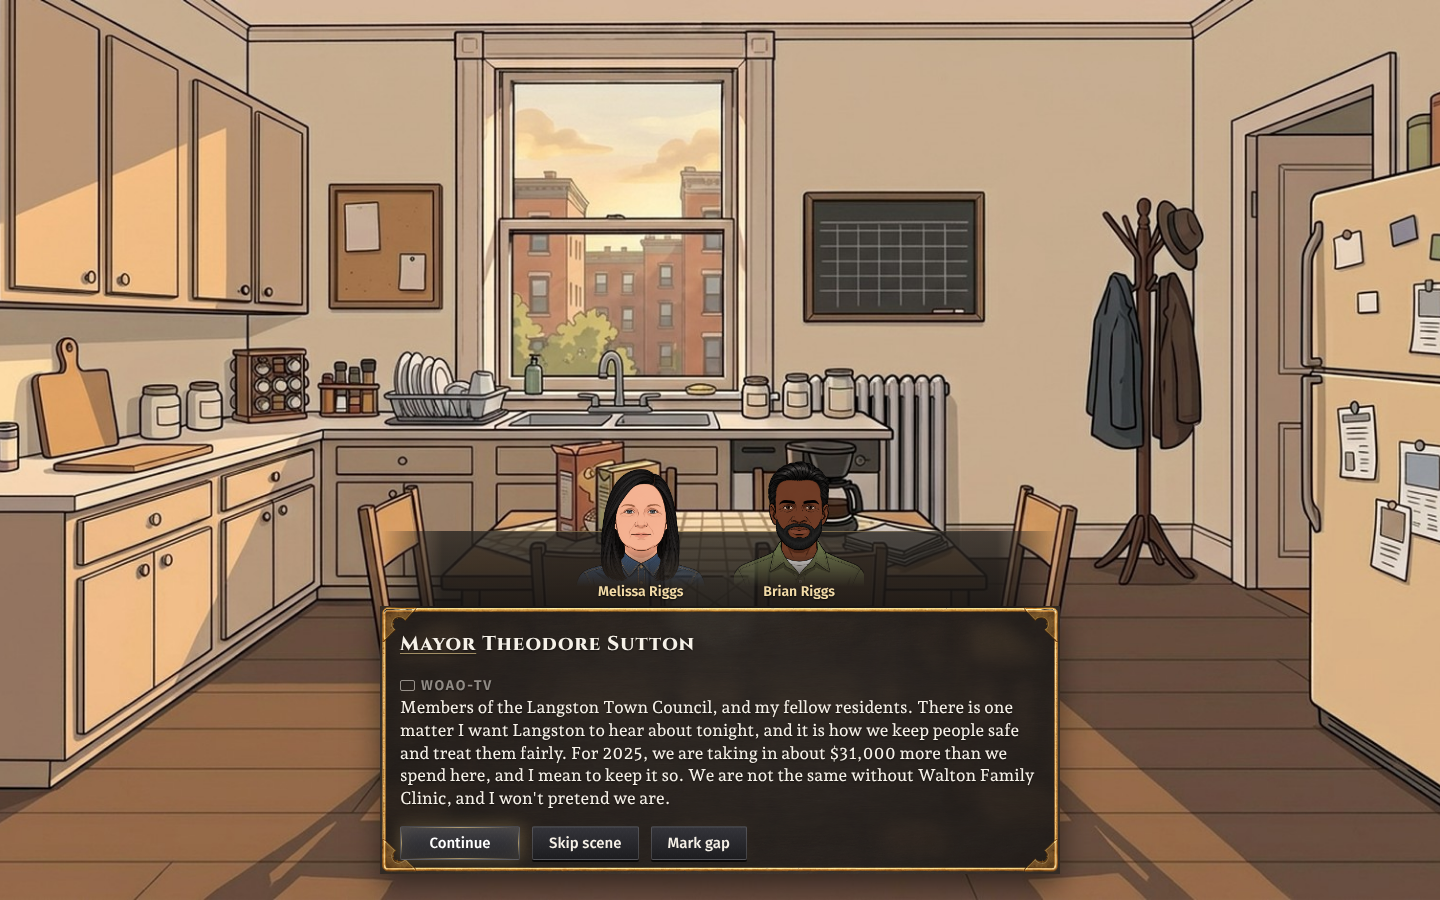 Melissa Riggs
Brian Riggs
Mayor Theodore Sutton
WOAO-TV
Members of the Langston Town Council, and my fellow residents. There is one
matter I want Langston to hear about tonight, and it is how we keep people safe
and treat them fairly. For 2025, we are taking in about $31,000 more than we
spend here, and I mean to keep it so. We are not the same without Walton Family
Clinic, and I won't pretend we are.
Continue
Skip scene
Mark gap